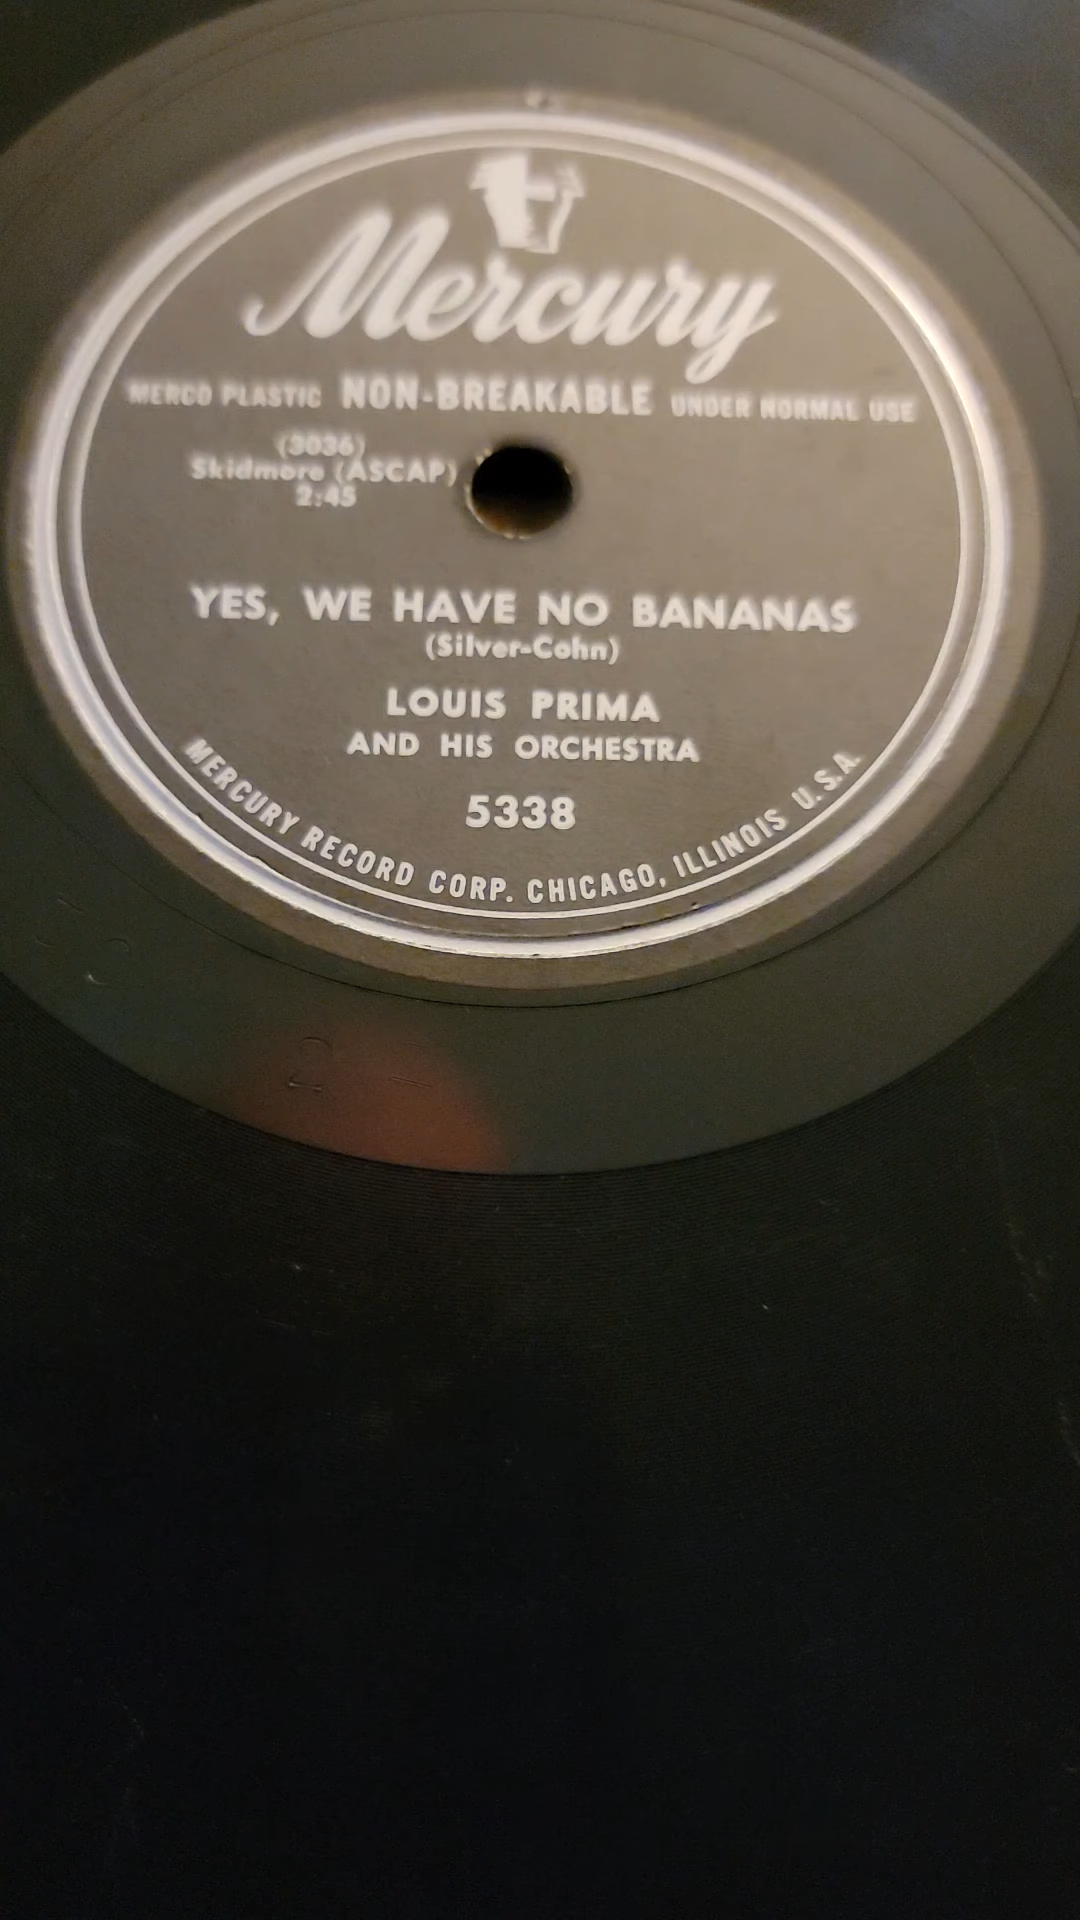 Mercury
MERCO PLASTIC NON-BREAKABLE UNDER NORMAL USE
(3036)
Skidmore (ASCAP)
2:45
YES, WE HAVE NO BANANAS
(Silver-Cohn)
LOUIS PRIMA
AND HIS ORCHESTRA
5338
MERCURY RECORD CORP. CHICAGO, ILLINOIS U.S.A.
2